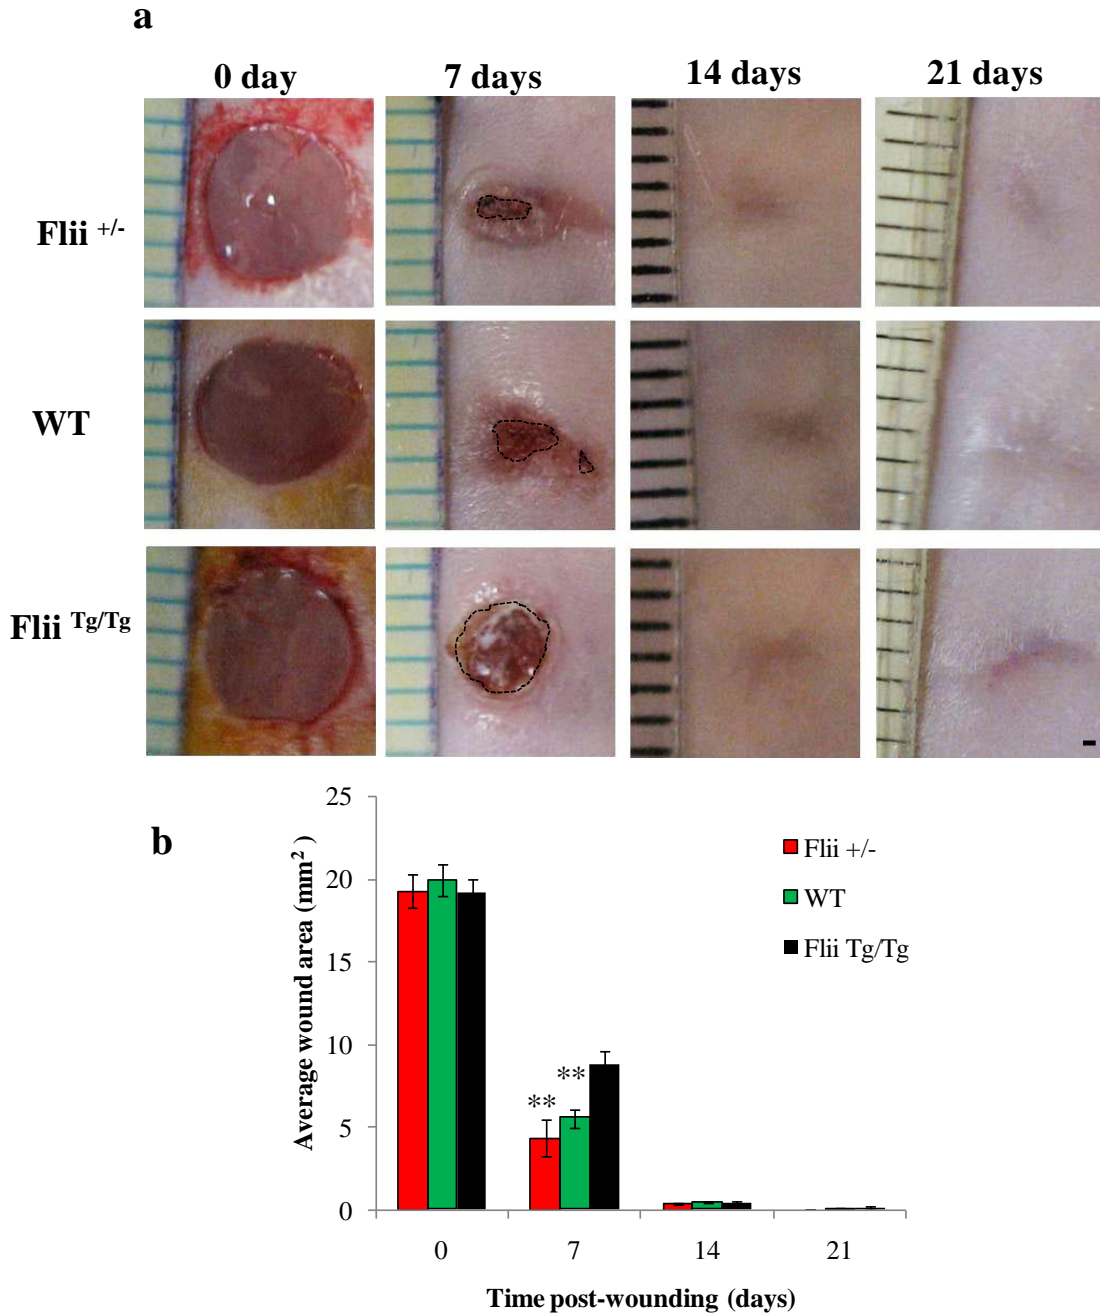 a
0 day
7 days
14 days
21 days
Flii +/-
WT
Flii Tg/Tg
b
Average wound area (mm2)
25
20
15
10
5
0
**
**
Flii +/-
WT
Flii Tg/Tg
0
7
14
21
Time post-wounding (days)